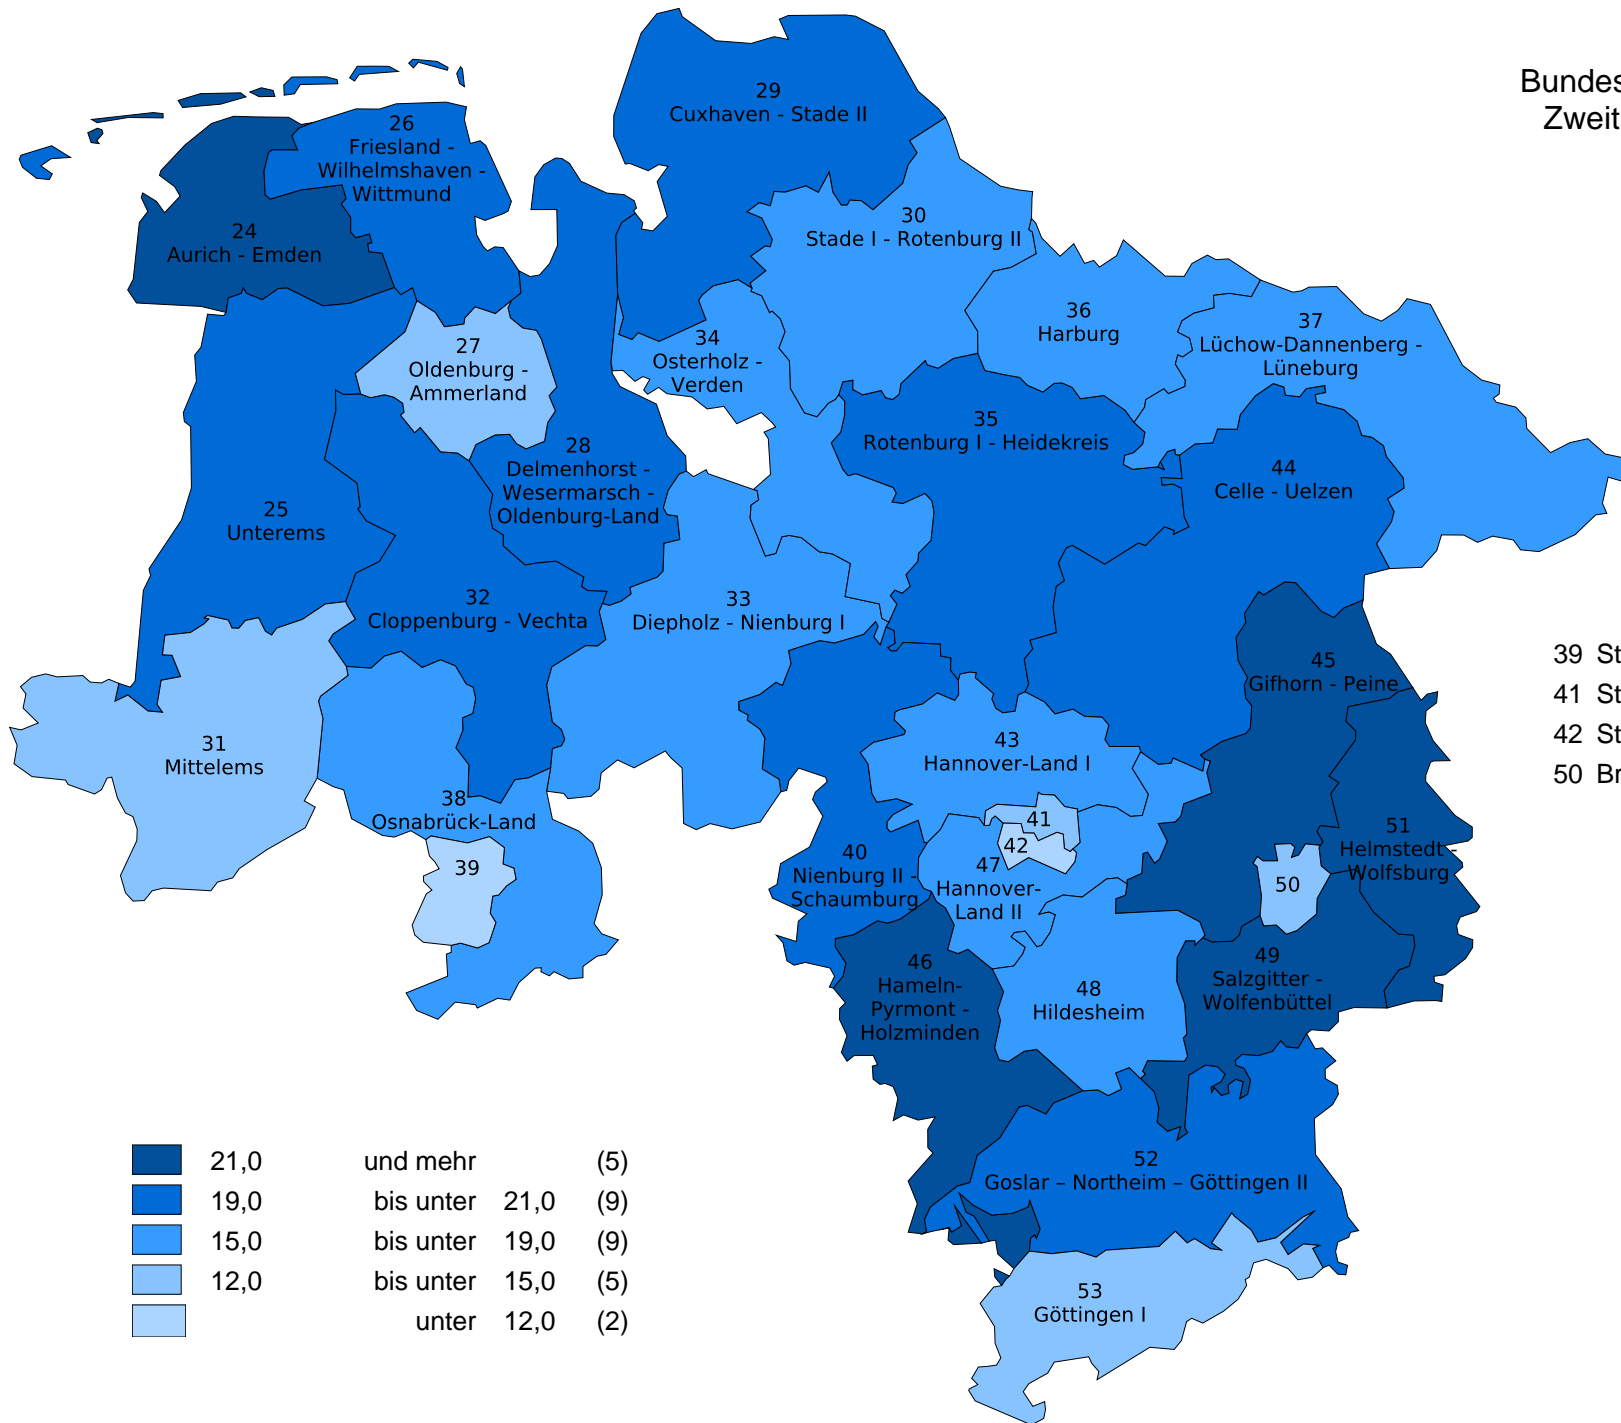 Bundes
Zweit
29
Cuxhaven - Stade II
26
Friesland -
Wilhelmshaven -
Wittmund
30
Stade I - Rotenburg II
24
Aurich - Emden
36
Harburg
37
Lüchow-Dannenberg -
Lüneburg
27
Oldenburg -
Ammerland
34
Osterholz -
Verden
35
Rotenburg I - Heidekreis
28
Delmenhorst -
Wesermarsch -
Oldenburg-Land
44
Celle - Uelzen
25
Unterems
32
Cloppenburg - Vechta
33
Diepholz - Nienburg I
45
Gifhorn - Peine
39 St
41 St
42 St
50 Br
31
Mittelems
43
Hannover-Land I
38
Osnabrück-Land
41
42
51
Helmstedt -
Wolfsburg
39
40
Nienburg II -
Schaumburg
47
Hannover-
Land II
50
46
Hameln-
Pyrmont -
Holzminden
48
Hildesheim
49
Salzgitter -
Wolfenbüttel
52
Goslar – Northeim – Göttingen II
53
Göttingen I
21,0 und mehr (5)
19,0 bis unter 21,0 (9)
15,0 bis unter 19,0 (9)
12,0 bis unter 15,0 (5)
unter 12,0 (2)